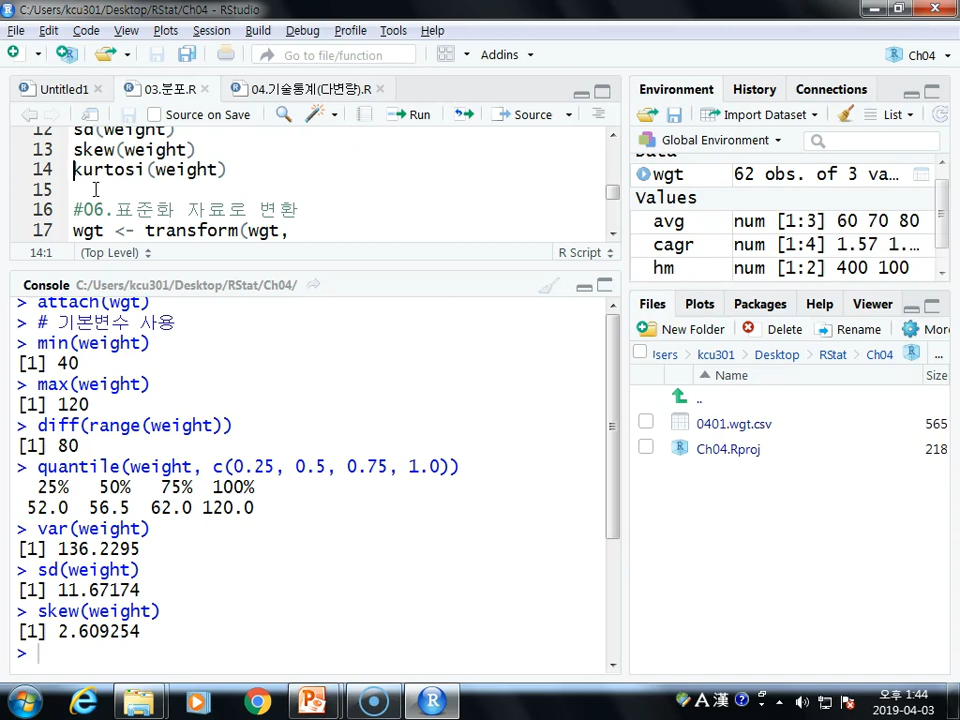 C:/Users/kcu301/Desktop/RStat/Ch04 - RStudio
File Edit Code View Plots Session Build Debug Profile Tools Help
Go to file/function Addins Ch04
Untitled1 03.분포.R 04.기술통계(다변량).R
Source on Save Run Source
12 sd(weight)
13 skew(weight)
14 kurtosi(weight)
15
16 #06.표준화 자료로 변환
17 wgt <- transform(wgt,
14:1 (Top Level) R Script
Console C:/Users/kcu301/Desktop/RStat/Ch04/
> attach(wgt)
> # 기본변수 사용
> min(weight)
[1] 40
> max(weight)
[1] 120
> diff(range(weight))
[1] 80
> quantile(weight, c(0.25, 0.5, 0.75, 1.0))
25% 50% 75% 100%
52.0 56.5 62.0 120.0
> var(weight)
[1] 136.2295
> sd(weight)
[1] 11.67174
> skew(weight)
[1] 2.609254
>
Environment History Connections
Import Dataset List
Global Environment
Data
wgt 62 obs. of 3 va...
Values
avg num [1:3] 60 70 80
cagr num [1:4] 1.57 1....
hm num [1:2] 400 100
Files Plots Packages Help Viewer
New Folder Delete Rename Mor
sers kcu301 Desktop RStat Ch04 ...
Name Size
..
0401.wgt.csv 565
Ch04.Rproj 218
A 漢
오후 1:44
2019-04-03